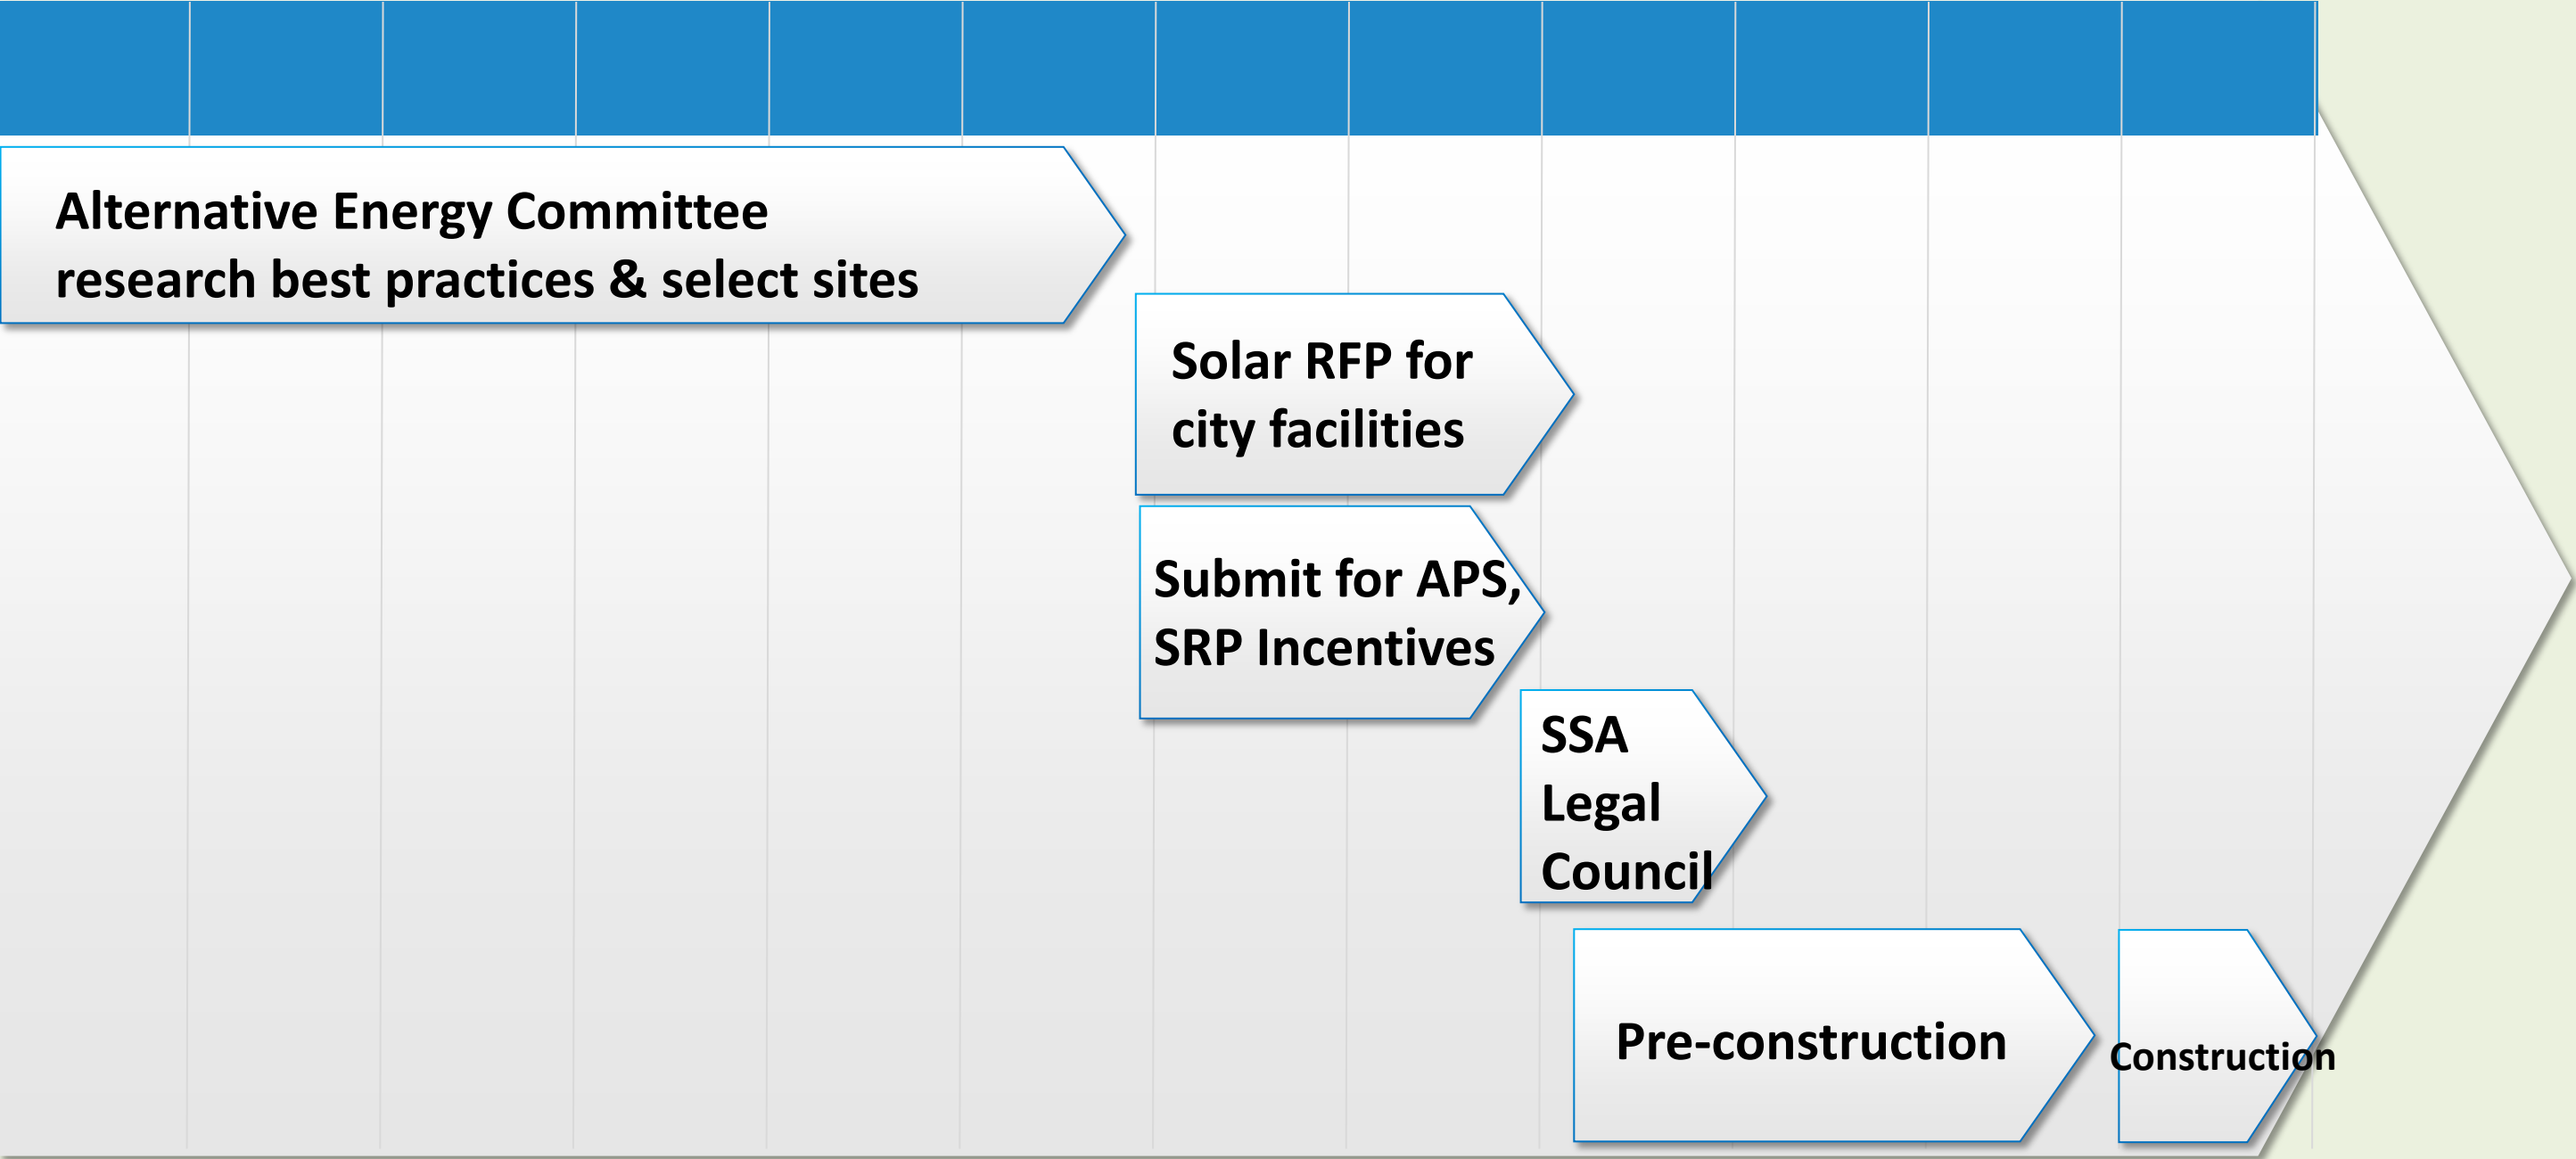 Alternative Energy Committee
research best practices & select sites
Solar RFP for
city facilities
Submit for APS,
SRP Incentives
SSA
Legal
Council
Pre-construction
Construction